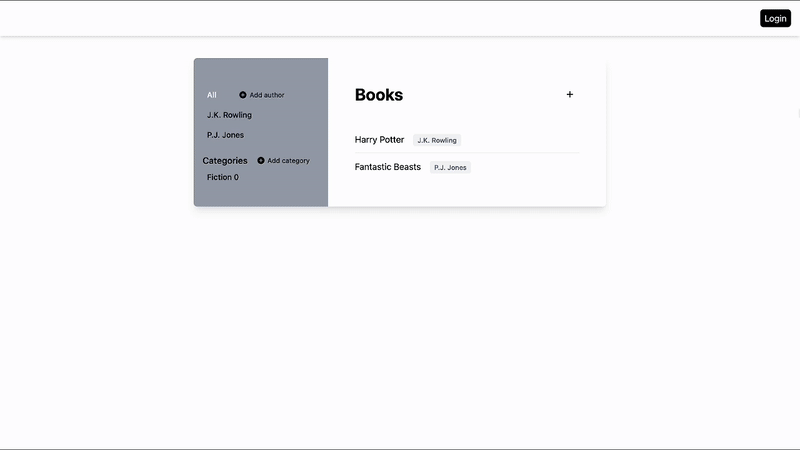 Login
All Add author
J.K. Rowling
P.J. Jones
Categories Add category
Fiction 0
Books +
Harry Potter J.K. Rowling
Fantastic Beasts P.J. Jones